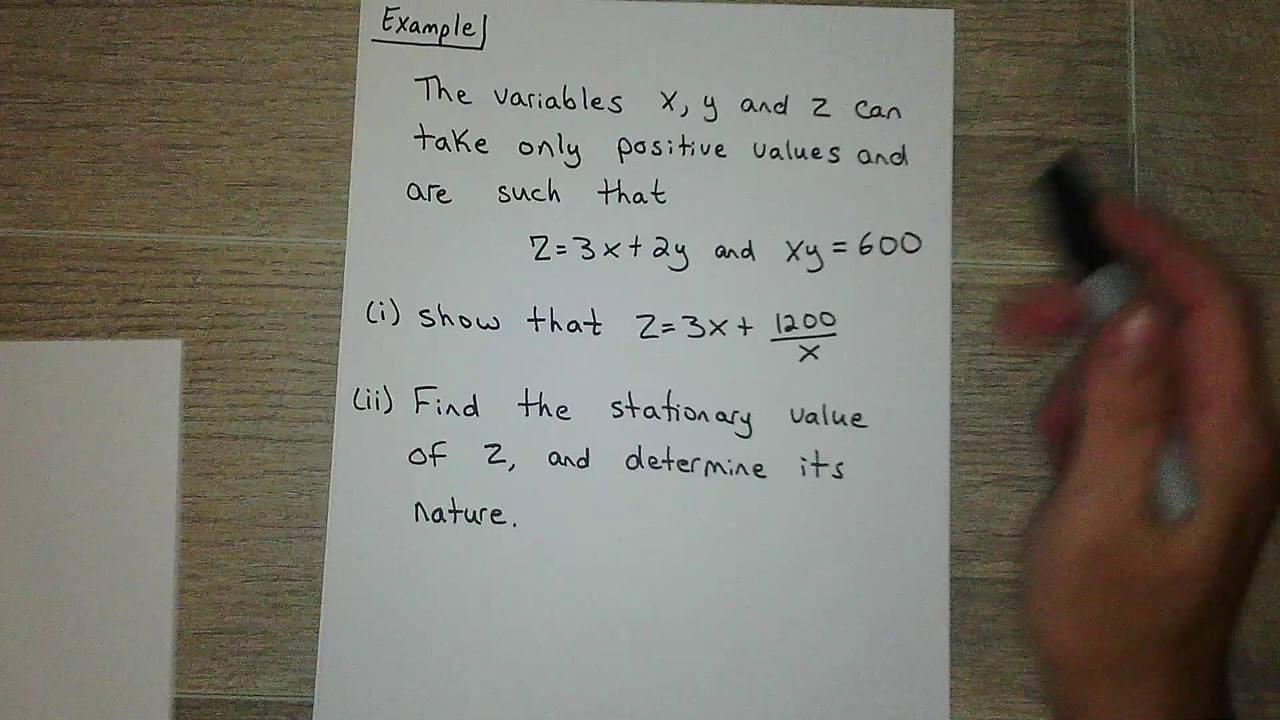 Example
The variables x, y and z can
take only positive values and
are such that
z=3x+2y and xy=600
(i) show that z=3x+ 1200/x
(ii) Find the stationary value
of z, and determine its
nature.